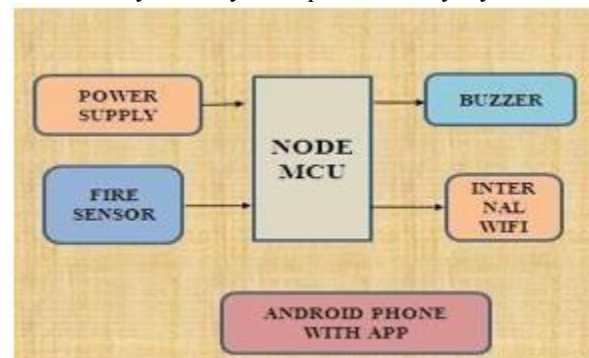 POWER
SUPPLY
BUZZER
NODE
MCU
FIRE
SENSOR
INTER
NAL
WIFI
ANDROID PHONE
WITH APP